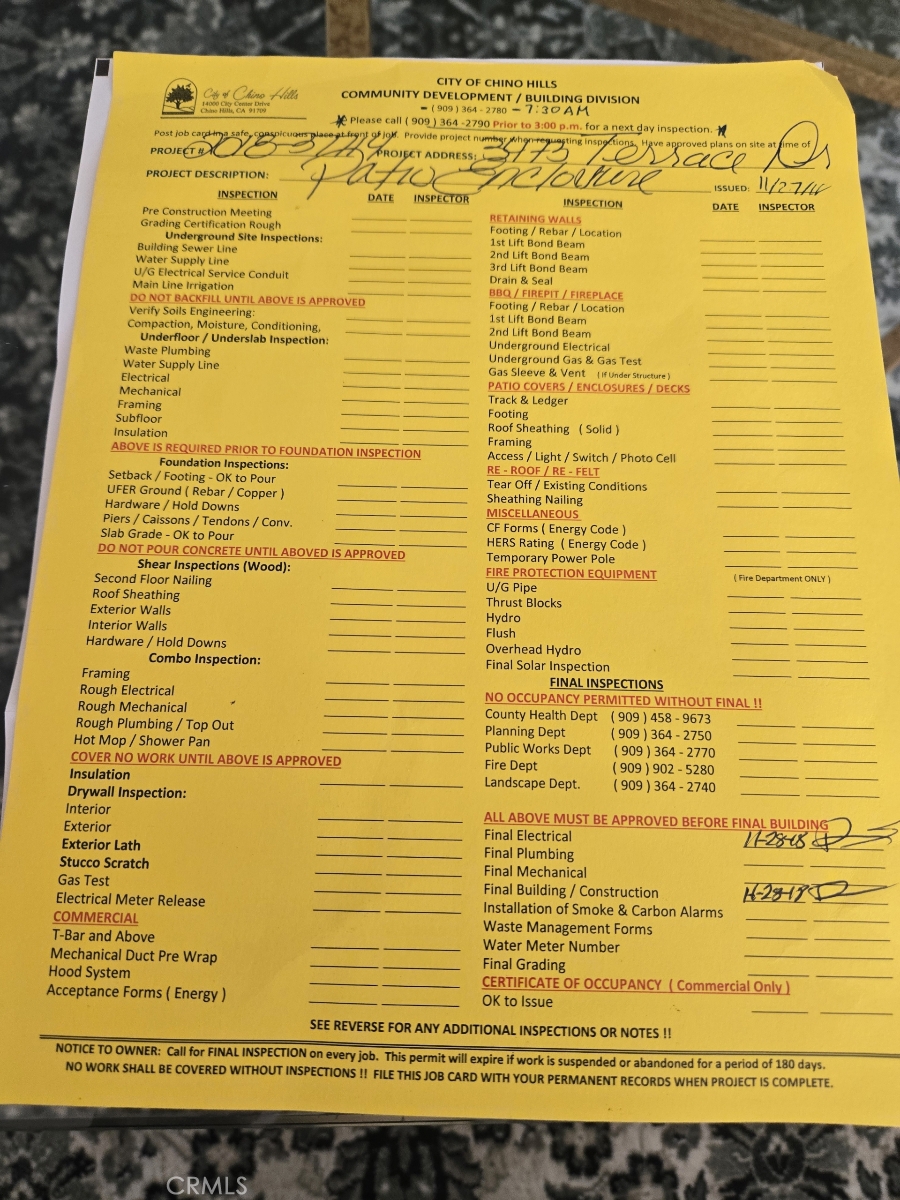 City of Chino Hills
14000 City Center Drive
Chino Hills, CA 91709
CITY OF CHINO HILLS
COMMUNITY DEVELOPMENT / BUILDING DIVISION
- ( 909 ) 364 - 2780 - 7:30AM
* Please call ( 909 ) 364 -2790 Prior to 3:00 p.m. for a next day inspection. *
Post job card in a safe, conspicuous place at front of job. Provide project number when requesting inspections. Have approved plans on site at time of
PROJECT # PROJECT ADDRESS: Terrace Dr
PROJECT DESCRIPTION: Patio Enclosure ISSUED: 11/27/
INSPECTION DATE INSPECTOR
Pre Construction Meeting
Grading Certification Rough
Underground Site Inspections:
Building Sewer Line
Water Supply Line
U/G Electrical Service Conduit
Main Line Irrigation
DO NOT BACKFILL UNTIL ABOVE IS APPROVED
Verify Soils Engineering:
Compaction, Moisture, Conditioning,
Underfloor / Underslab Inspection:
Waste Plumbing
Water Supply Line
Electrical
Mechanical
Framing
Subfloor
Insulation
ABOVE IS REQUIRED PRIOR TO FOUNDATION INSPECTION
Foundation Inspections:
Setback / Footing - OK to Pour
UFER Ground ( Rebar / Copper )
Hardware / Hold Downs
Piers / Caissons / Tendons / Conv.
Slab Grade - OK to Pour
DO NOT POUR CONCRETE UNTIL ABOVED IS APPROVED
Shear Inspections (Wood):
Second Floor Nailing
Roof Sheathing
Exterior Walls
Interior Walls
Hardware / Hold Downs
Combo Inspection:
Framing
Rough Electrical
Rough Mechanical
Rough Plumbing / Top Out
Hot Mop / Shower Pan
COVER NO WORK UNTIL ABOVE IS APPROVED
Insulation
Drywall Inspection:
Interior
Exterior
Exterior Lath
Stucco Scratch
Gas Test
Electrical Meter Release
COMMERCIAL
T-Bar and Above
Mechanical Duct Pre Wrap
Hood System
Acceptance Forms ( Energy )
INSPECTION DATE INSPECTOR
RETAINING WALLS
Footing / Rebar / Location
1st Lift Bond Beam
2nd Lift Bond Beam
3rd Lift Bond Beam
Drain & Seal
BBQ / FIREPIT / FIREPLACE
Footing / Rebar / Location
1st Lift Bond Beam
2nd Lift Bond Beam
Underground Electrical
Underground Gas & Gas Test
Gas Sleeve & Vent ( If Under Structure )
PATIO COVERS / ENCLOSURES / DECKS
Track & Ledger
Footing
Roof Sheathing ( Solid )
Framing
Access / Light / Switch / Photo Cell
RE - ROOF / RE - FELT
Tear Off / Existing Conditions
Sheathing Nailing
MISCELLANEOUS
CF Forms ( Energy Code )
HERS Rating ( Energy Code )
Temporary Power Pole
FIRE PROTECTION EQUIPMENT ( Fire Department ONLY )
U/G Pipe
Thrust Blocks
Hydro
Flush
Overhead Hydro
Final Solar Inspection
FINAL INSPECTIONS
NO OCCUPANCY PERMITTED WITHOUT FINAL !!
County Health Dept ( 909 ) 458 - 9673
Planning Dept ( 909 ) 364 - 2750
Public Works Dept ( 909 ) 364 - 2770
Fire Dept ( 909 ) 902 - 5280
Landscape Dept. ( 909 ) 364 - 2740
ALL ABOVE MUST BE APPROVED BEFORE FINAL BUILDING
Final Electrical 11-28-18
Final Plumbing
Final Mechanical
Final Building / Construction 11-28-18
Installation of Smoke & Carbon Alarms
Waste Management Forms
Water Meter Number
Final Grading
CERTIFICATE OF OCCUPANCY ( Commercial Only )
OK to Issue
SEE REVERSE FOR ANY ADDITIONAL INSPECTIONS OR NOTES !!
NOTICE TO OWNER: Call for FINAL INSPECTION on every job. This permit will expire if work is suspended or abandoned for a period of 180 days.
NO WORK SHALL BE COVERED WITHOUT INSPECTIONS !! FILE THIS JOB CARD WITH YOUR PERMANENT RECORDS WHEN PROJECT IS COMPLETE.
CRMLS